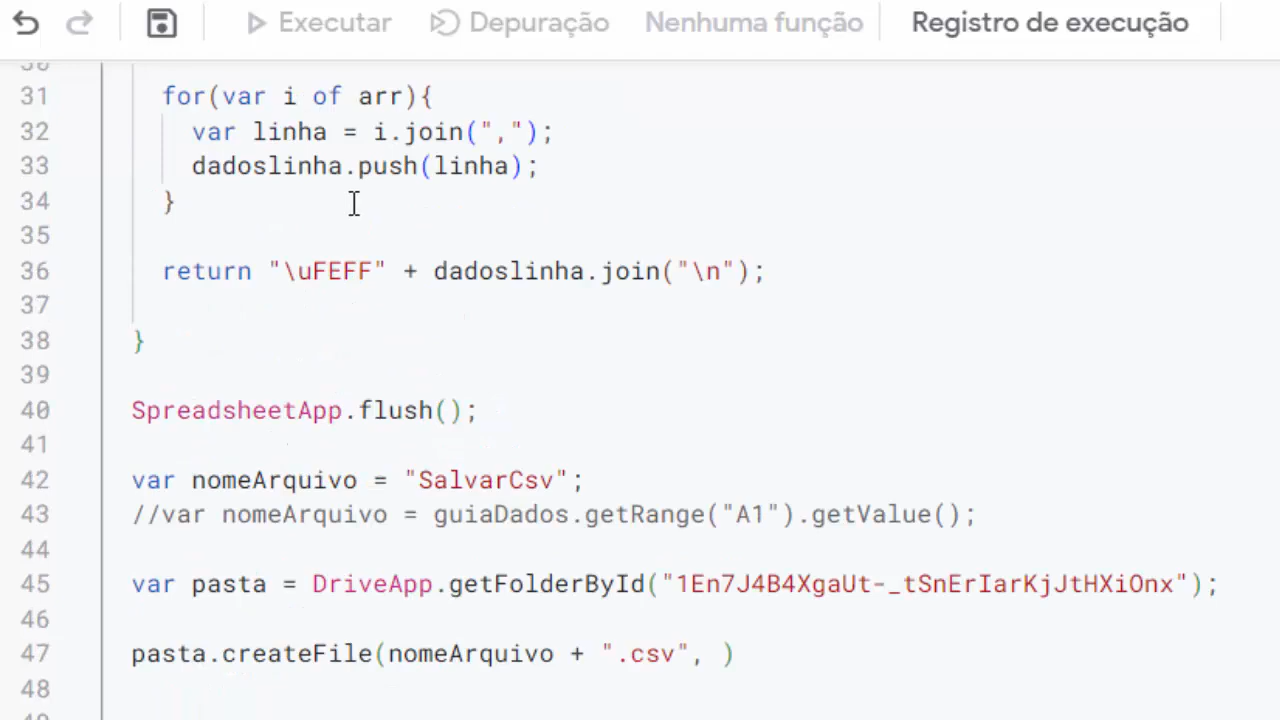 Executar Depuração Nenhuma função Registro de execução
30
31 for(var i of arr){
32 var linha = i.join(",");
33 dadoslinha.push(linha);
34 }
35
36 return "\uFEFF" + dadoslinha.join("\n");
37
38 }
39
40 SpreadsheetApp.flush();
41
42 var nomeArquivo = "SalvarCsv";
43 //var nomeArquivo = guiaDados.getRange("A1").getValue();
44
45 var pasta = DriveApp.getFolderById("1En7J4B4XgaUt-_tSnErIarKjJtHXiOnx");
46
47 pasta.createFile(nomeArquivo + ".csv", )
48